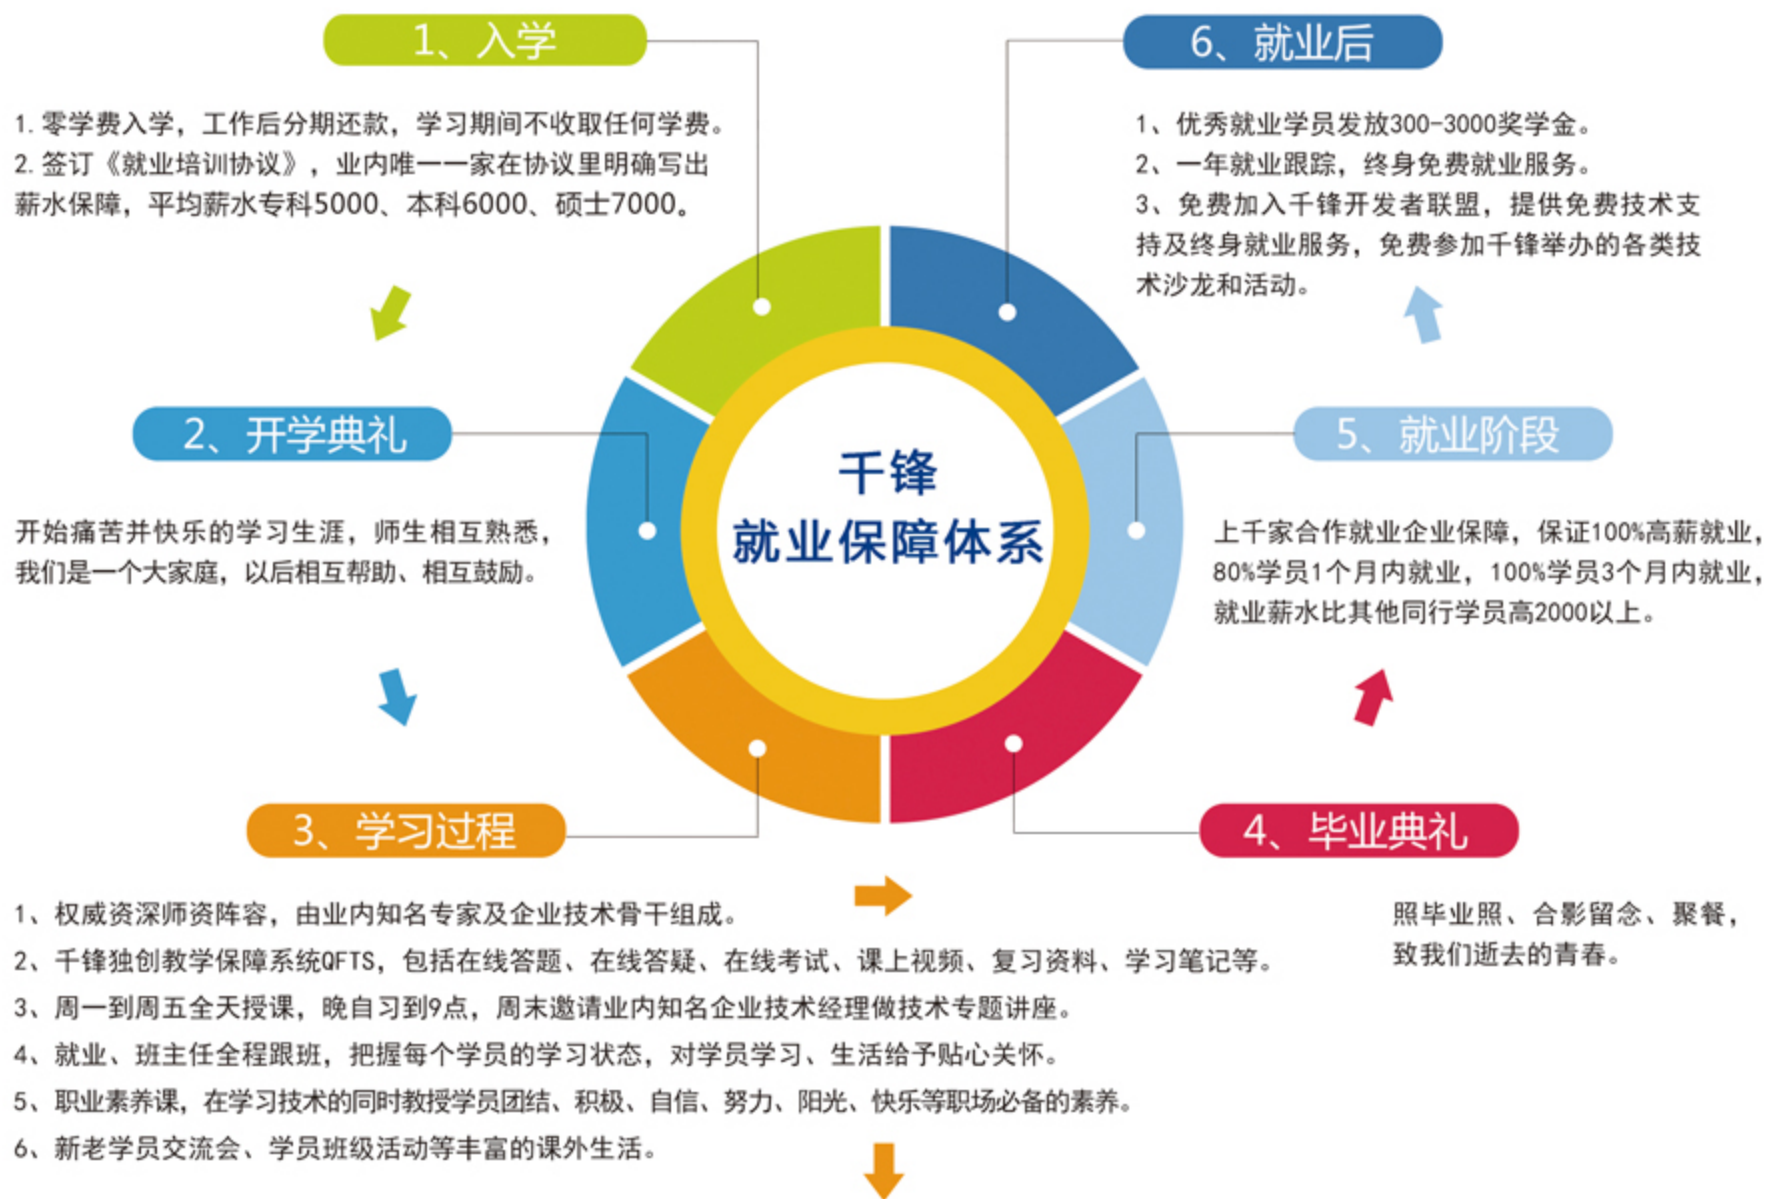 1、入学
1. 零学费入学，工作后分期还款，学习期间不收取任何学费。
2. 签订《就业培训协议》，业内唯一一家在协议里明确写出
薪水保障，平均薪水专科5000、本科6000、硕士7000。
2、开学典礼
开始痛苦并快乐的学习生涯，师生相互熟悉，
我们是一个大家庭，以后相互帮助、相互鼓励。
3、学习过程
1、权威资深师资阵容，由业内知名专家及企业技术骨干组成。
2、千锋独创教学保障系统QFTS，包括在线答题、在线答疑、在线考试、课上视频、复习资料、学习笔记等。
3、周一到周五全天授课，晚自习到9点，周末邀请业内知名企业技术经理做技术专题讲座。
4、就业、班主任全程跟班，把握每个学员的学习状态，对学员学习、生活给予贴心关怀。
5、职业素养课，在学习技术的同时教授学员团结、积极、自信、努力、阳光、快乐等职场必备的素养。
6、新老学员交流会、学员班级活动等丰富的课外生活。
千锋
就业保障体系
4、毕业典礼
照毕业照、合影留念、聚餐，
致我们逝去的青春。
5、就业阶段
上千家合作就业企业保障，保证100%高薪就业，
80%学员1个月内就业，100%学员3个月内就业，
就业薪水比其他同行学员高2000以上。
6、就业后
1、优秀就业学员发放300-3000奖学金。
2、一年就业跟踪，终身免费就业服务。
3、免费加入千锋开发者联盟，提供免费技术支
持及终身就业服务，免费参加千锋举办的各类技
术沙龙和活动。